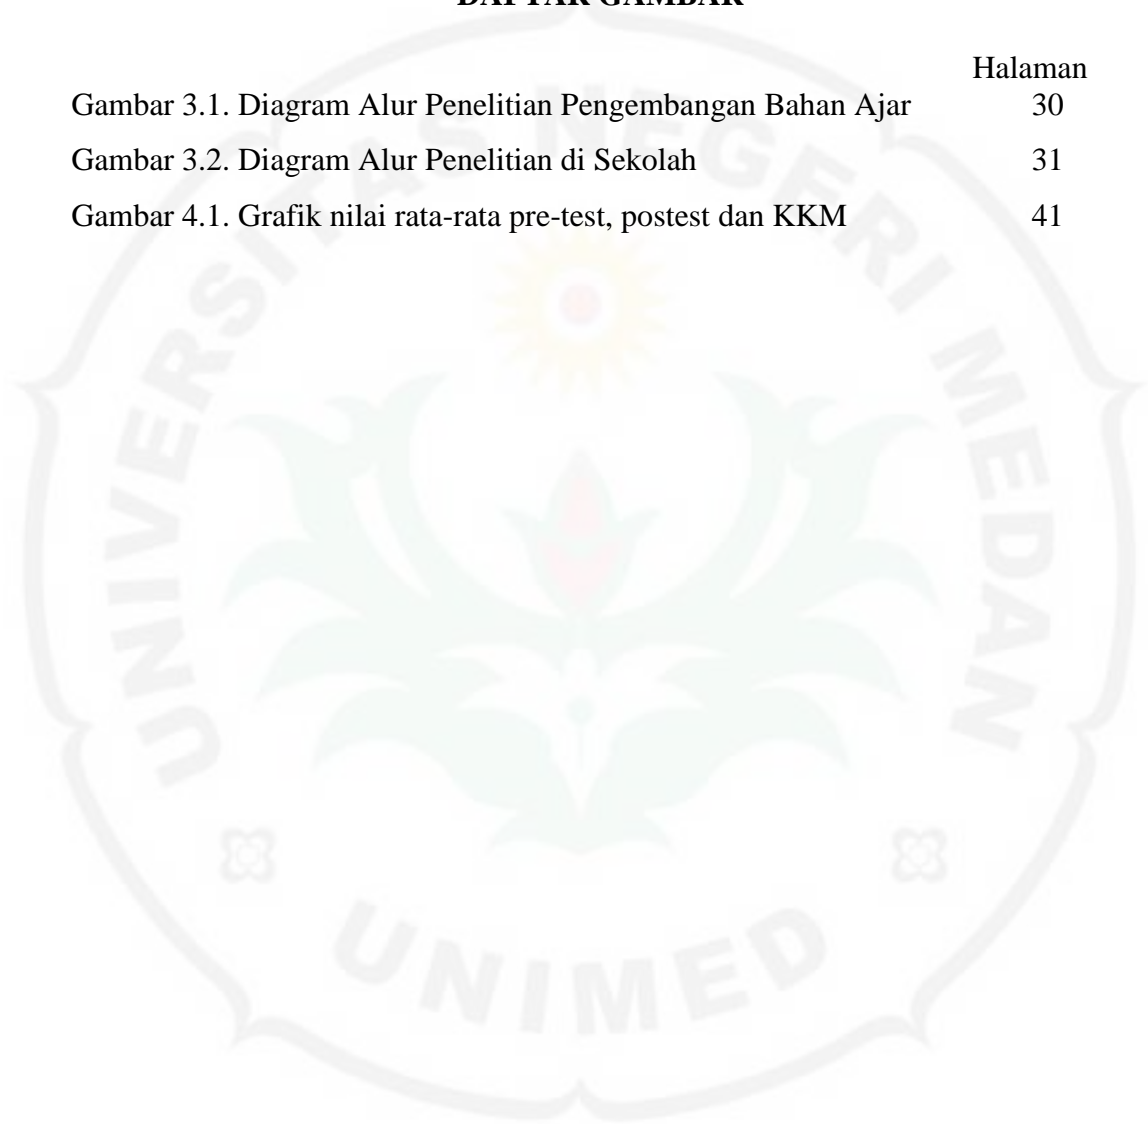 DAFTAR GAMBAR
Halaman
Gambar 3.1. Diagram Alur Penelitian Pengembangan Bahan Ajar 30
Gambar 3.2. Diagram Alur Penelitian di Sekolah 31
Gambar 4.1. Grafik nilai rata-rata pre-test, postest dan KKM 41
UNIVERSITAS NEGERI MEDAN
UNIMED